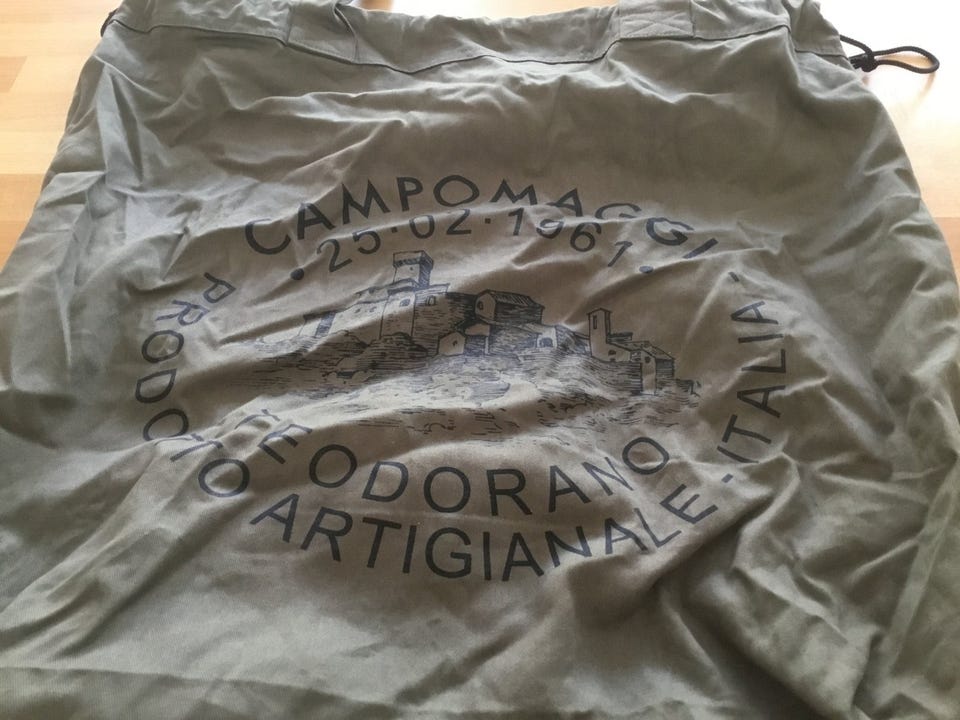 CAMPOMAGGI
• 25·02·1961 •
TEODORANO
PRODOTTO ARTIGIANALE · ITALIA -